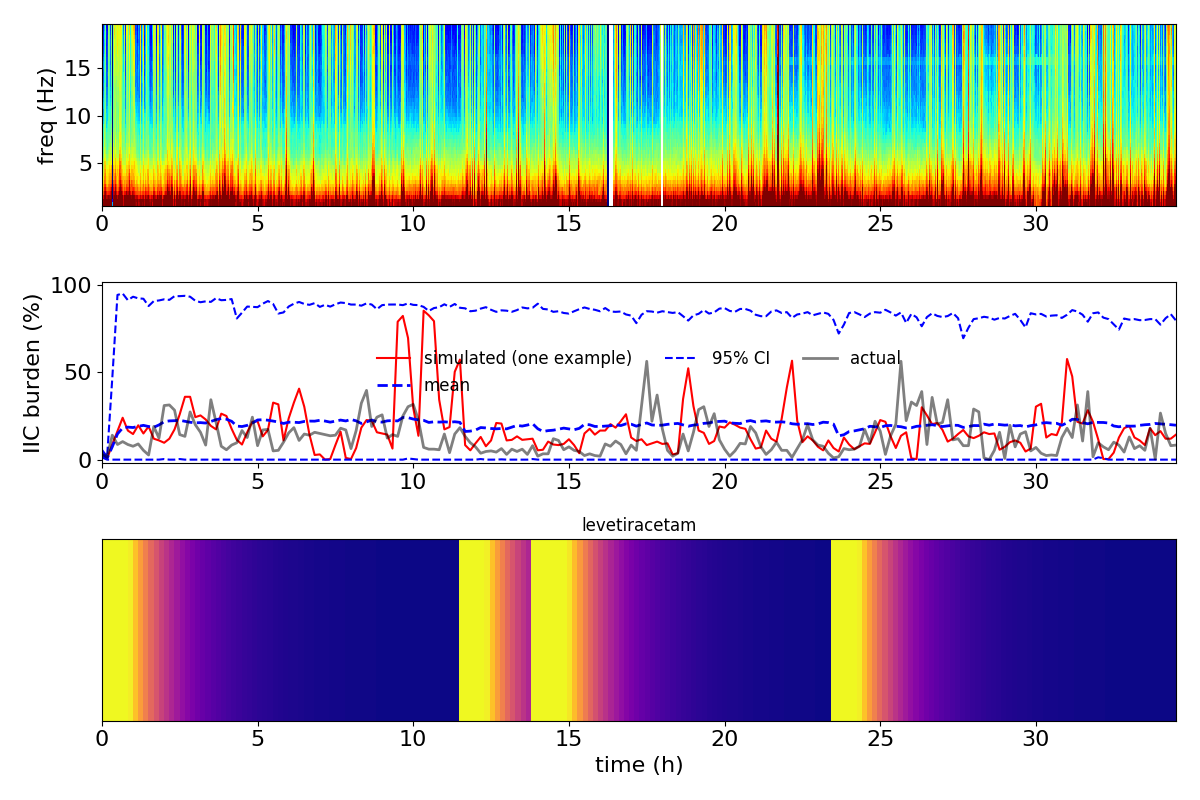 freq (Hz)
15
10
5
0 5 10 15 20 25 30
IIC burden (%)
100
50
0
simulated (one example) 95% CI actual
mean
0 5 10 15 20 25 30
levetiracetam
0 5 10 15 20 25 30
time (h)